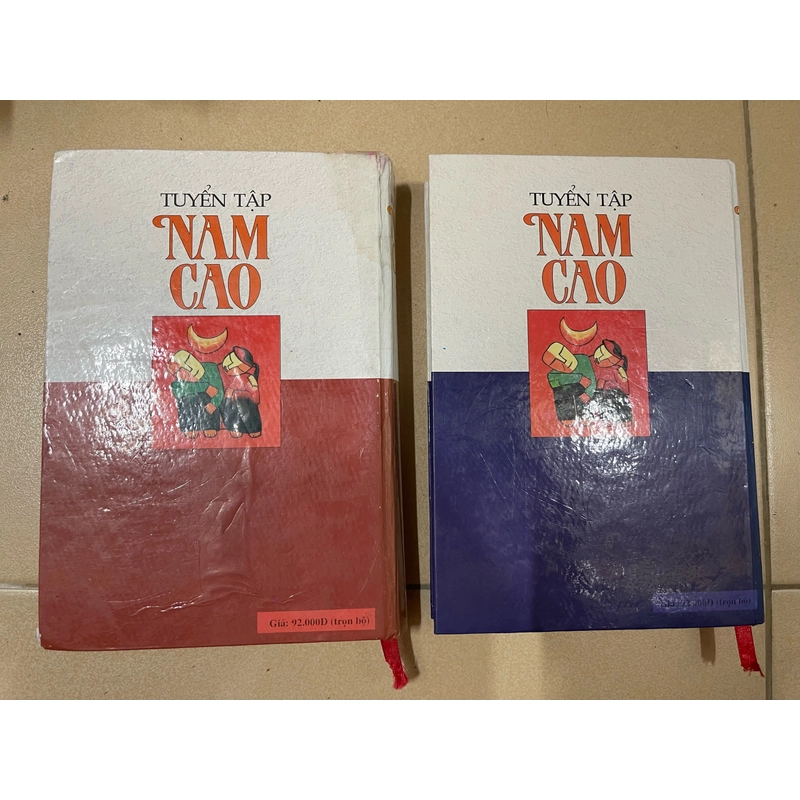 TUYỂN TẬP
NAM
CAO
Giá: 92.000Đ (trọn bộ)
TUYỂN TẬP
NAM
CAO
(trọn bộ)